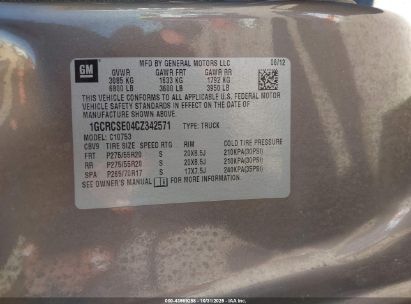 GM
MFD BY GENERAL MOTORS LLC 06/12
GVWR GAWR FRT GAWR RR
3085 KG 1633 KG 1792 KG
6800 LB 3600 LB 3950 LB
THIS VEHICLE CONFORMS TO ALL APPLICABLE U.S. FEDERAL MOTOR
VEHICLE SAFETY STANDARDS IN EFFECT ON THE DATE OF
MANUFACTURE SHOWN ABOVE.
1GCRCSE04CZ342571 TYPE: TRUCK
MODEL: C10753
TIRE SIZE SPEED RTG RIM COLD TIRE PRESSURE
FRT P275/55R20 S 20X8.5J 210KPA(30PSI)
RR P275/55R20 S 20X8.5J 210KPA(30PSI)
SPA P265/70R17 S 17X7.5J 240KPA(35PSI)
SEE OWNER'S MANUAL FOR ADDITIONAL INFORMATION